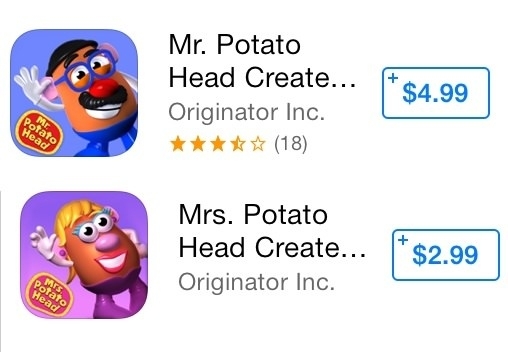 Mr. Potato
Head Create...
Originator Inc.
(18)
+ $4.99
Mr.
Potato
Head
Mrs. Potato
Head Create...
Originator Inc.
+ $2.99
Mrs.
Potato
Head